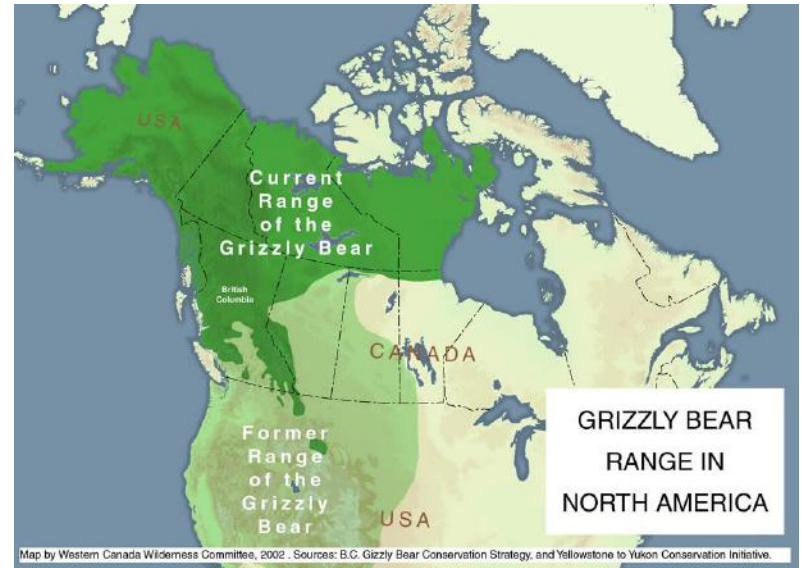 USA
Current
Range
of the
Grizzly Bear
British
Columbia
CANADA
Former
Range
of the
Grizzly
Bear
USA
GRIZZLY BEAR
RANGE IN
NORTH AMERICA
Map by Western Canada Wilderness Committee, 2002 . Sources: B.C. Gizzly Bear Conservation Strategy, and Yellowstone to Yukon Conservation Initiative.